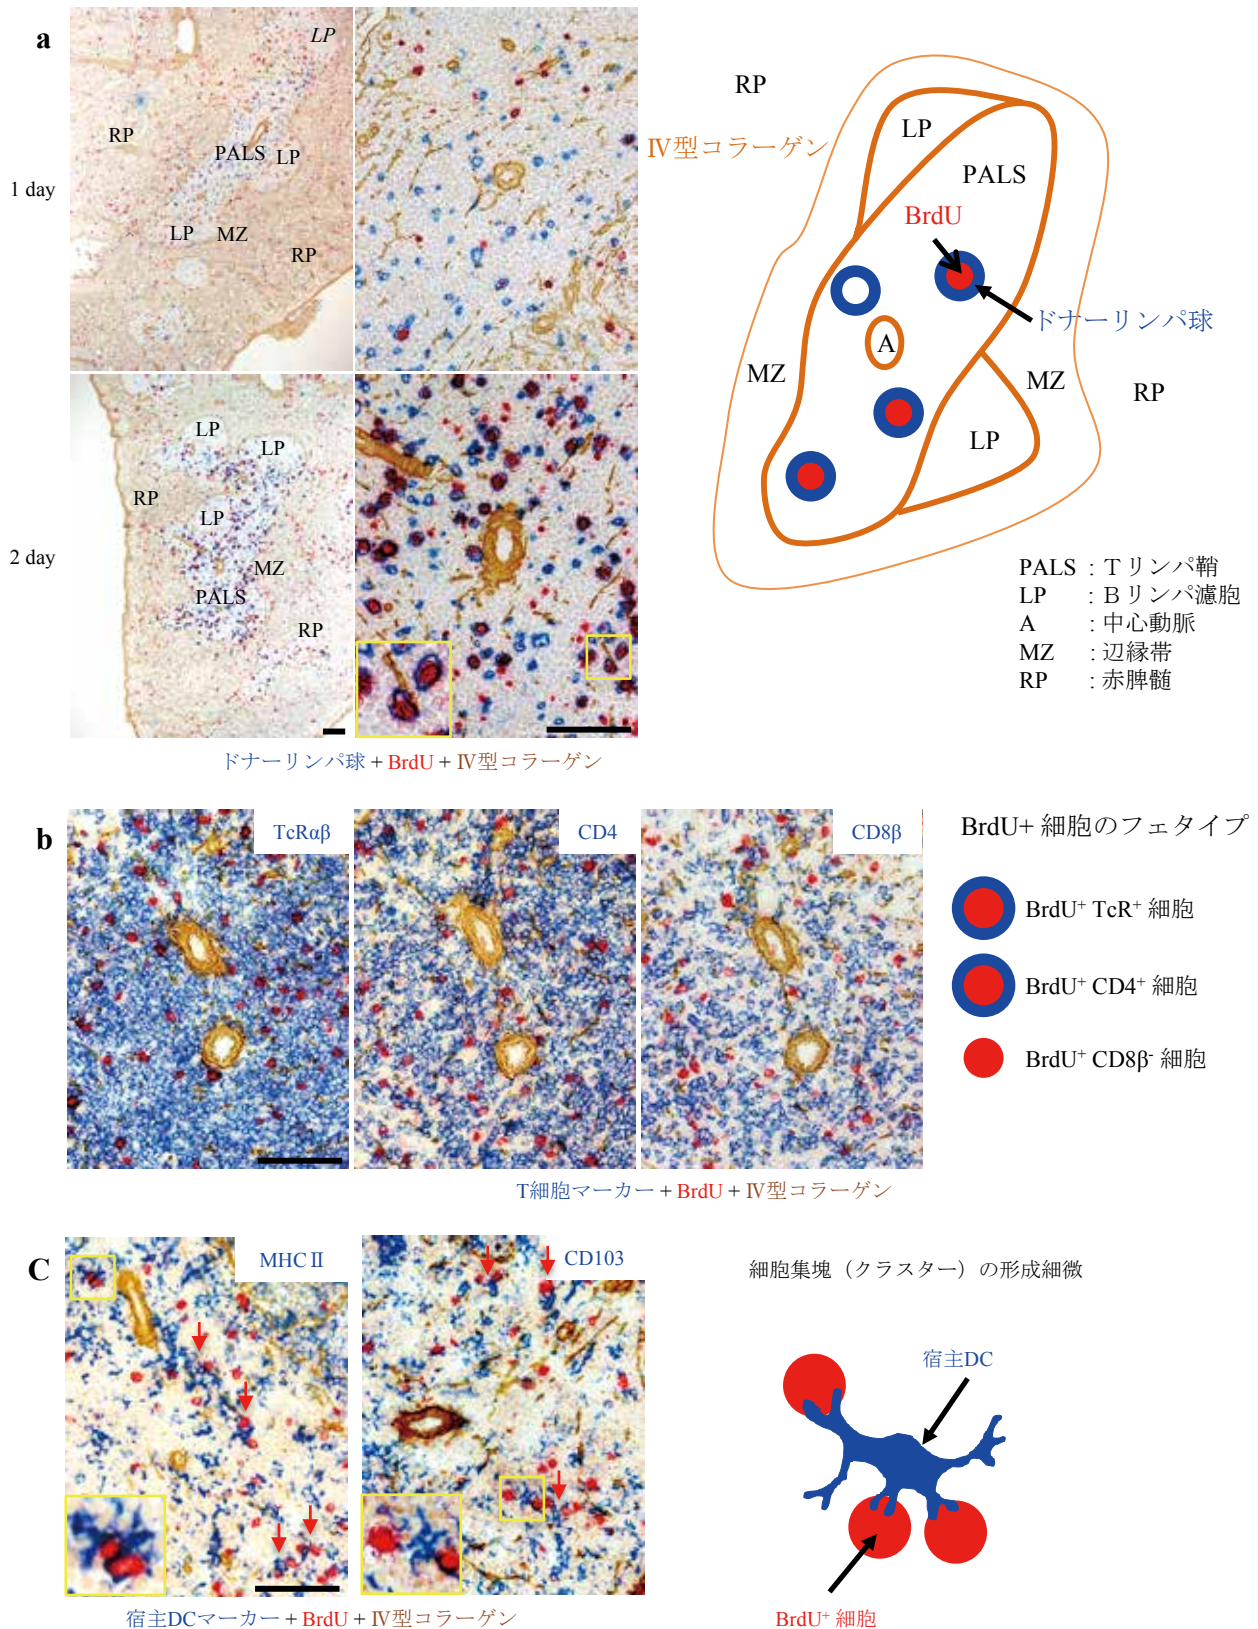 a
LP
RP
PALS
LP
1 day
LP
MZ
RP
LP
LP
RP
LP
2 day
MZ
PALS
RP
ドナーリンパ球 + BrdU + Ⅳ型コラーゲン
RP
LP
Ⅳ型コラーゲン
PALS
BrdU
ドナーリンパ球
A
MZ
MZ
RP
LP
PALS : Tリンパ鞘
LP : Bリンパ濾胞
A : 中心動脈
MZ : 辺縁帯
RP : 赤脾髄
b
TcRαβ
CD4
CD8β
BrdU+ 細胞のフェタイプ
BrdU⁺ TcR⁺ 細胞
BrdU⁺ CD4⁺ 細胞
BrdU⁺ CD8β⁻ 細胞
T細胞マーカー + BrdU + Ⅳ型コラーゲン
C
MHCⅡ
CD103
細胞集塊（クラスター）の形成細微
宿主DC
BrdU⁺ 細胞
宿主DCマーカー + BrdU + Ⅳ型コラーゲン